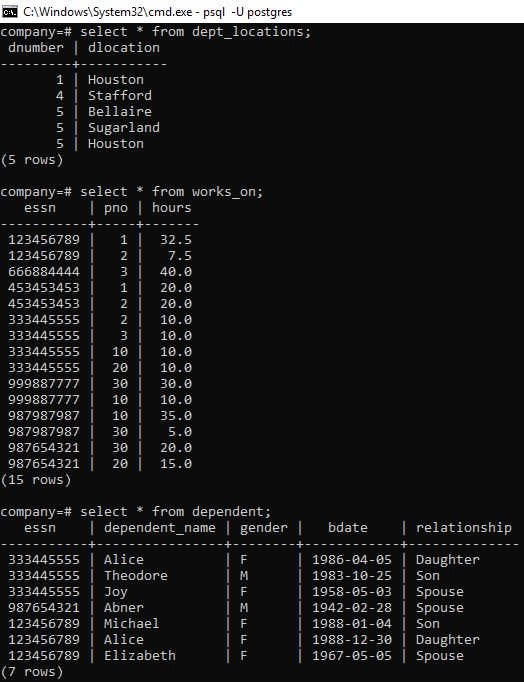 C:\Windows\System32\cmd.exe - psql -U postgres
company=# select * from dept_locations;
 dnumber | dlocation
---------+-----------
       1 | Houston
       4 | Stafford
       5 | Bellaire
       5 | Sugarland
       5 | Houston
(5 rows)

company=# select * from works_on;
   essn    | pno | hours
-----------+-----+-------
 123456789 |   1 |  32.5
 123456789 |   2 |   7.5
 666884444 |   3 |  40.0
 453453453 |   1 |  20.0
 453453453 |   2 |  20.0
 333445555 |   2 |  10.0
 333445555 |   3 |  10.0
 333445555 |  10 |  10.0
 333445555 |  20 |  10.0
 999887777 |  30 |  30.0
 999887777 |  10 |  10.0
 987987987 |  10 |  35.0
 987987987 |  30 |   5.0
 987654321 |  30 |  20.0
 987654321 |  20 |  15.0
(15 rows)

company=# select * from dependent;
   essn    | dependent_name | gender |   bdate    | relationship
-----------+----------------+--------+------------+--------------
 333445555 | Alice          | F      | 1986-04-05 | Daughter
 333445555 | Theodore       | M      | 1983-10-25 | Son
 333445555 | Joy            | F      | 1958-05-03 | Spouse
 987654321 | Abner          | M      | 1942-02-28 | Spouse
 123456789 | Michael        | F      | 1988-01-04 | Son
 123456789 | Alice          | F      | 1988-12-30 | Daughter
 123456789 | Elizabeth      | F      | 1967-05-05 | Spouse
(7 rows)